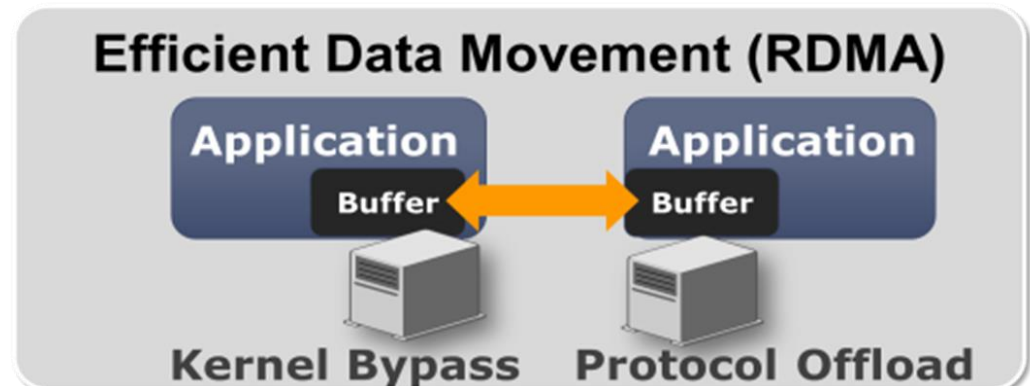 Efficient Data Movement (RDMA)
Application Application
Buffer Buffer
Kernel Bypass Protocol Offload